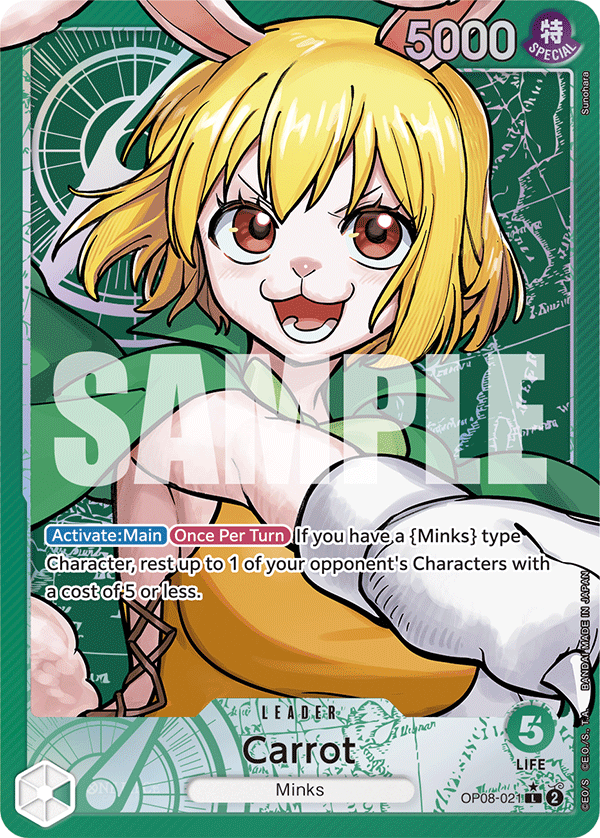 5000
特
SPECIAL
Sunohara
SAMPLE
Activate:Main Once Per Turn If you have a {Minks} type
Character, rest up to 1 of your opponent's Characters with
a cost of 5 or less.
©E.O./S., T.A. BANDAI MADE IN JAPAN
©E.O/S
LEADER
5
LIFE
Carrot
Minks
OP08-021 L 2